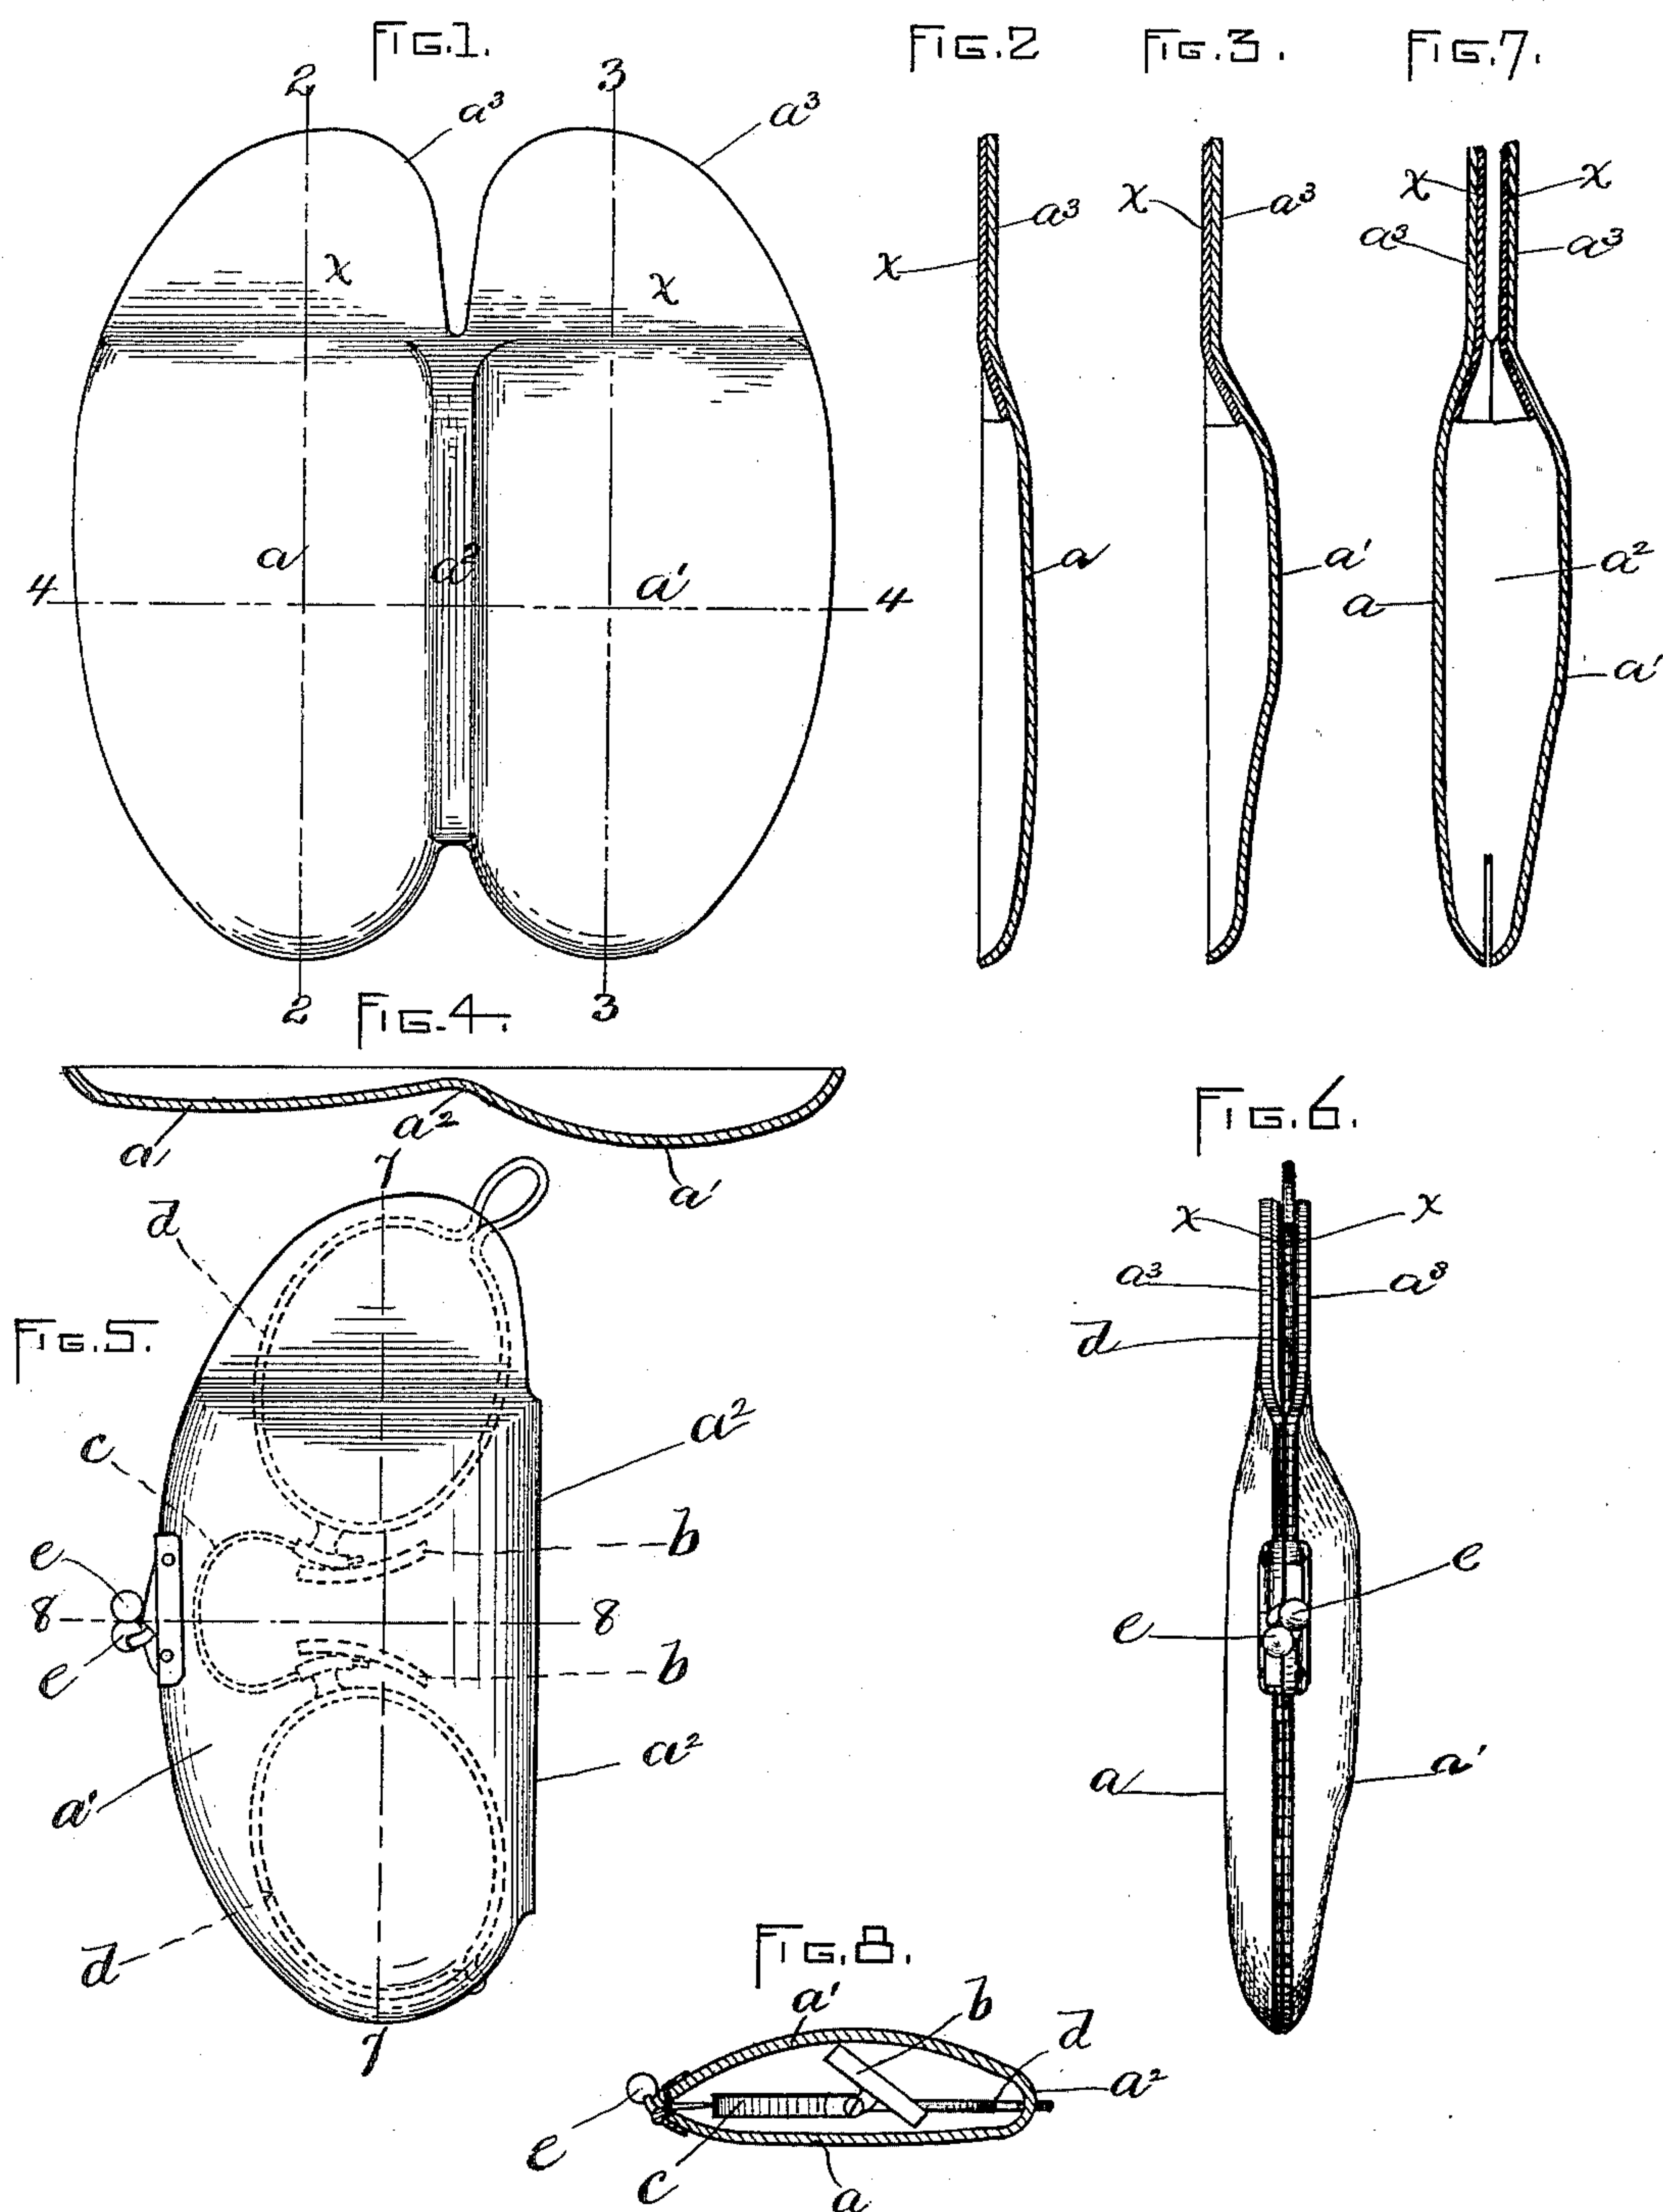 FIG.1.
2
3
a³
a³
x
x
a
a²
a'
4
4
2
3
FIG.2
x
a³
a
FIG.3.
x
a³
a'
FIG.7.
x
x
a³
a³
a
a²
a'
FIG.4.
a'
a²
a'
FIG.5.
7
d
c
e
8
8
e
a²
b
b
a²
a'
d
7
FIG.6.
x
x
a³
a³
d
e
e
a
a'
FIG.8.
a'
b
d
a²
e
c
a